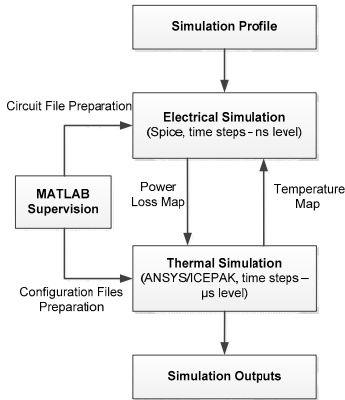 Simulation Profile
Circuit File Preparation
Electrical Simulation
(Spice, time steps - ns level)
MATLAB
Supervision
Power
Loss Map
Temperature
Map
Thermal Simulation
(ANSYS/ICEPAK, time steps –
µs level)
Configuration Files
Preparation
Simulation Outputs